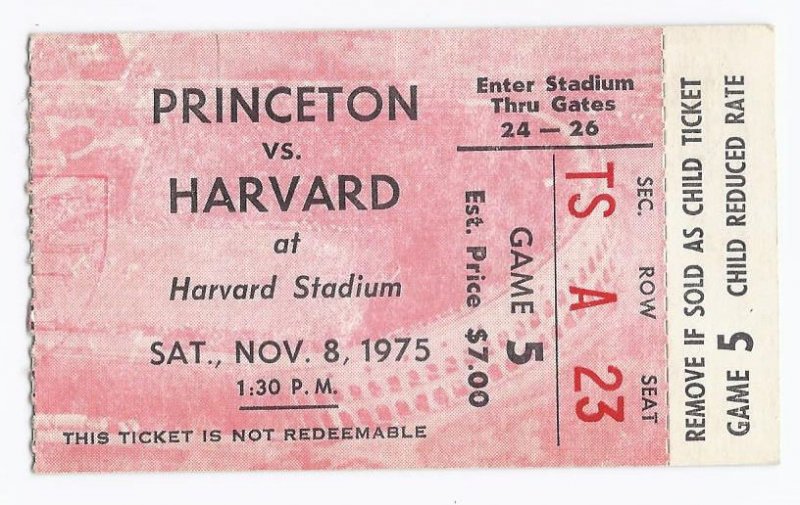 PRINCETON
VS.
HARVARD
at
Harvard Stadium
SAT., NOV. 8, 1975
1:30 P.M.
THIS TICKET IS NOT REDEEMABLE
Enter Stadium
Thru Gates
24 — 26
SEC. ROW SEAT
TS A 23
GAME 5
Est. Price $7.00
REMOVE IF SOLD AS CHILD TICKET
GAME 5 CHILD REDUCED RATE